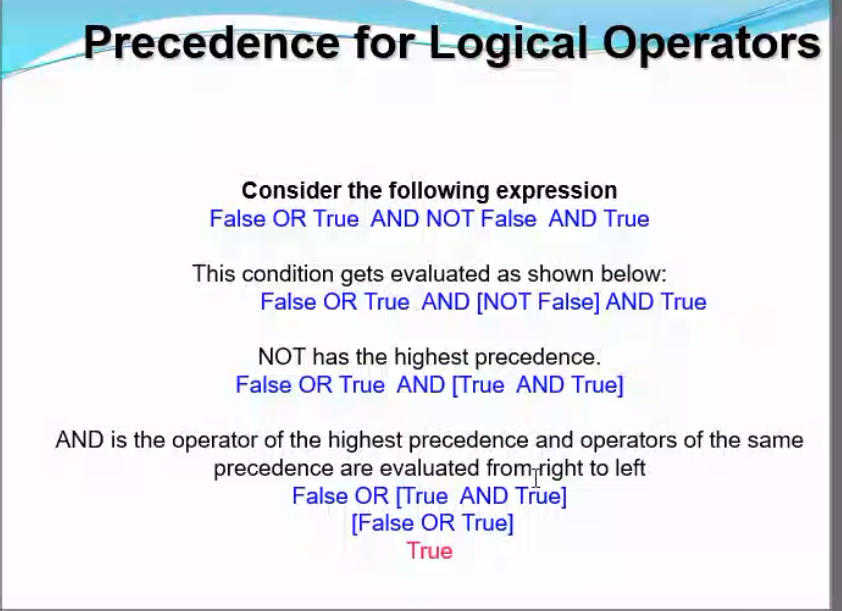 Precedence for Logical Operators
Consider the following expression
False OR True AND NOT False AND True
This condition gets evaluated as shown below:
False OR True AND [NOT False] AND True
NOT has the highest precedence.
False OR True AND [True AND True]
AND is the operator of the highest precedence and operators of the same
precedence are evaluated from right to left
False OR [True AND True]
[False OR True]
True